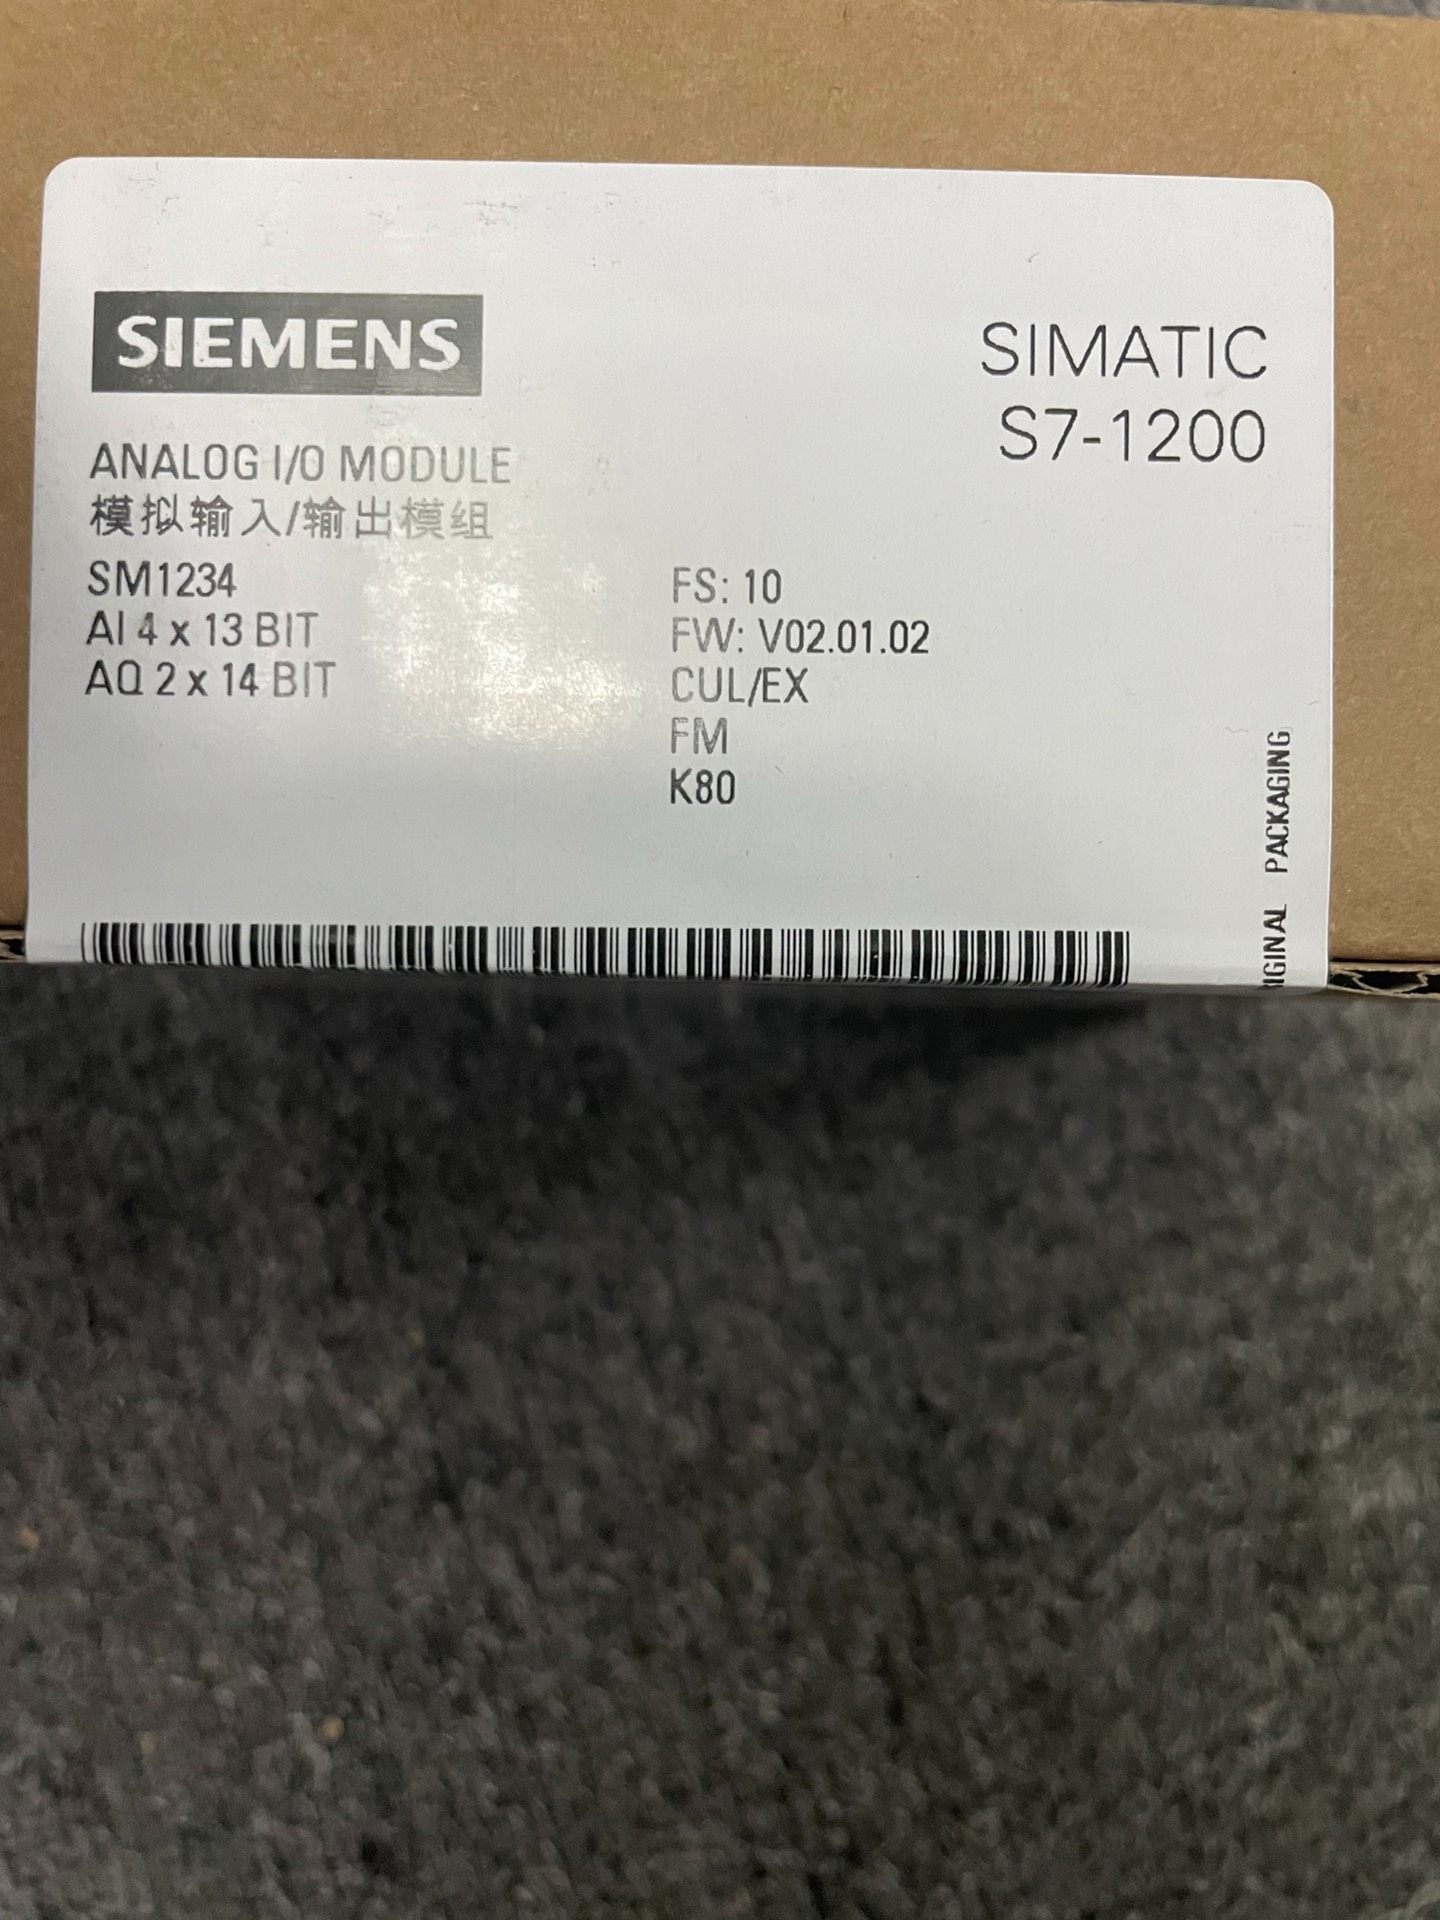 SIEMENS
SIMATIC
S7-1200
ANALOG I/O MODULE
模拟输入/输出模组
SM1234
AI 4 x 13 BIT
AQ 2 x 14 BIT
FS: 10
FW: V02.01.02
CUL/EX
FM
K80
IGINAL PACKAGING